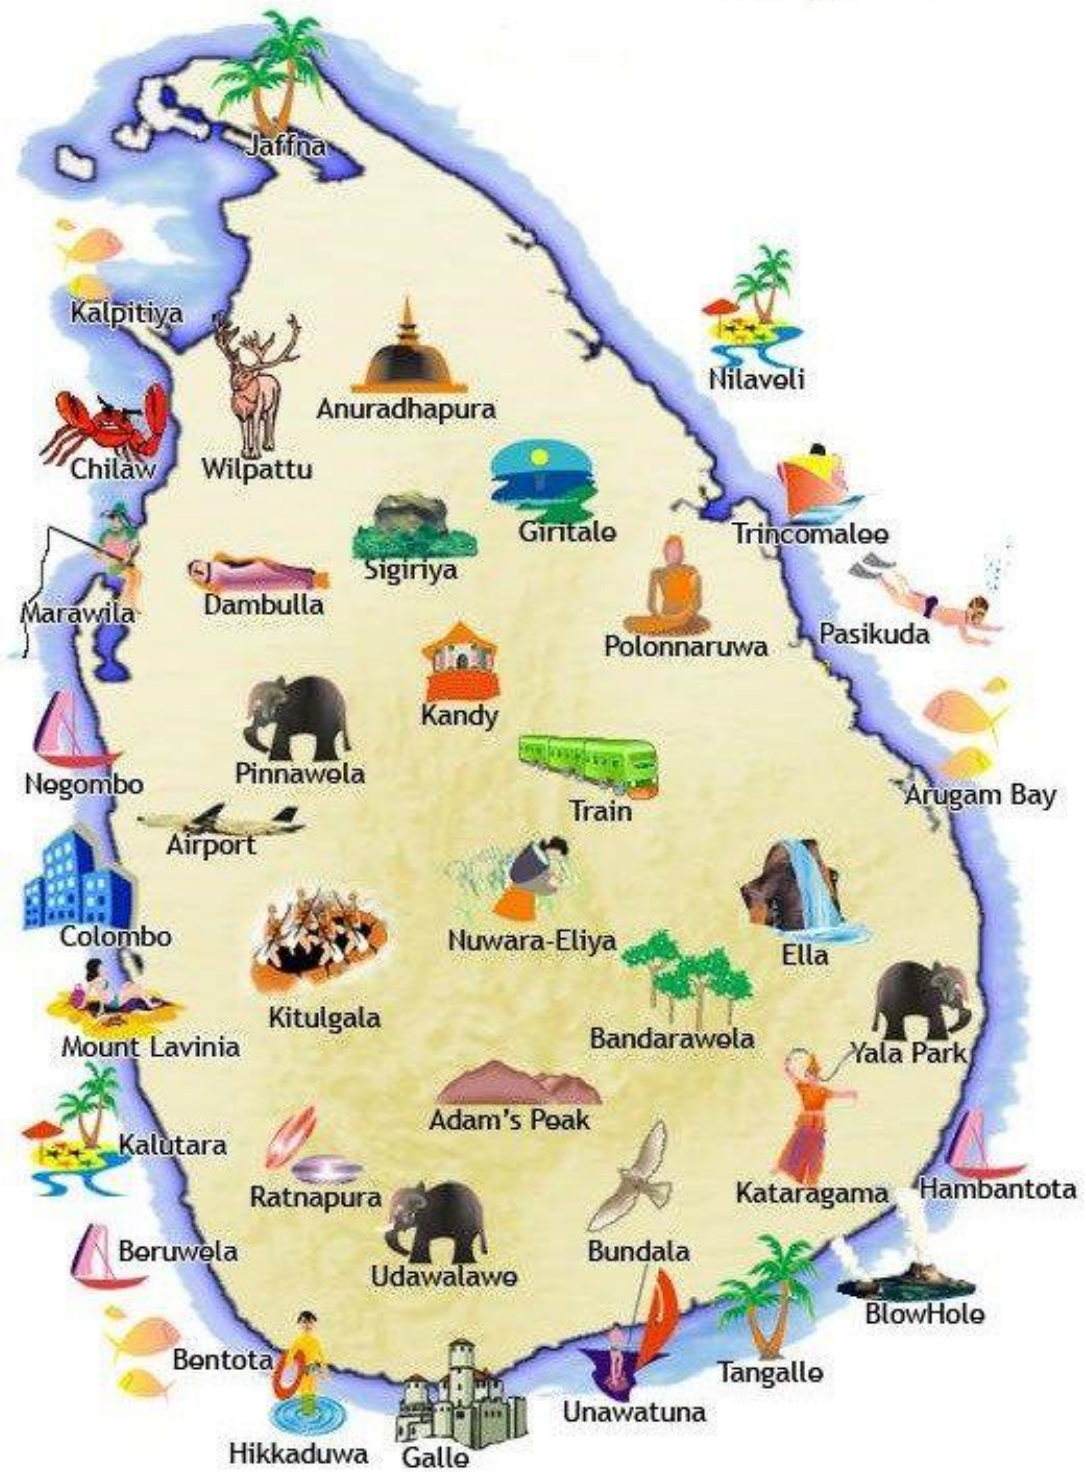 Jaffna
Kalpitiya
Nilaveli
Anuradhapura
Chilaw
Wilpattu
Giritale
Trincomalee
Sigiriya
Dambulla
Marawila
Pasikuda
Polonnaruwa
Kandy
Pinnawela
Negombo
Arugam Bay
Train
Airport
Colombo
Nuwara-Eliya
Ella
Kitulgala
Bandarawela
Mount Lavinia
Yala Park
Adam's Peak
Kalutara
Ratnapura
Kataragama
Hambantota
Beruwela
Bundala
Udawalawe
BlowHole
Bentota
Tangalle
Unawatuna
Hikkaduwa
Galle